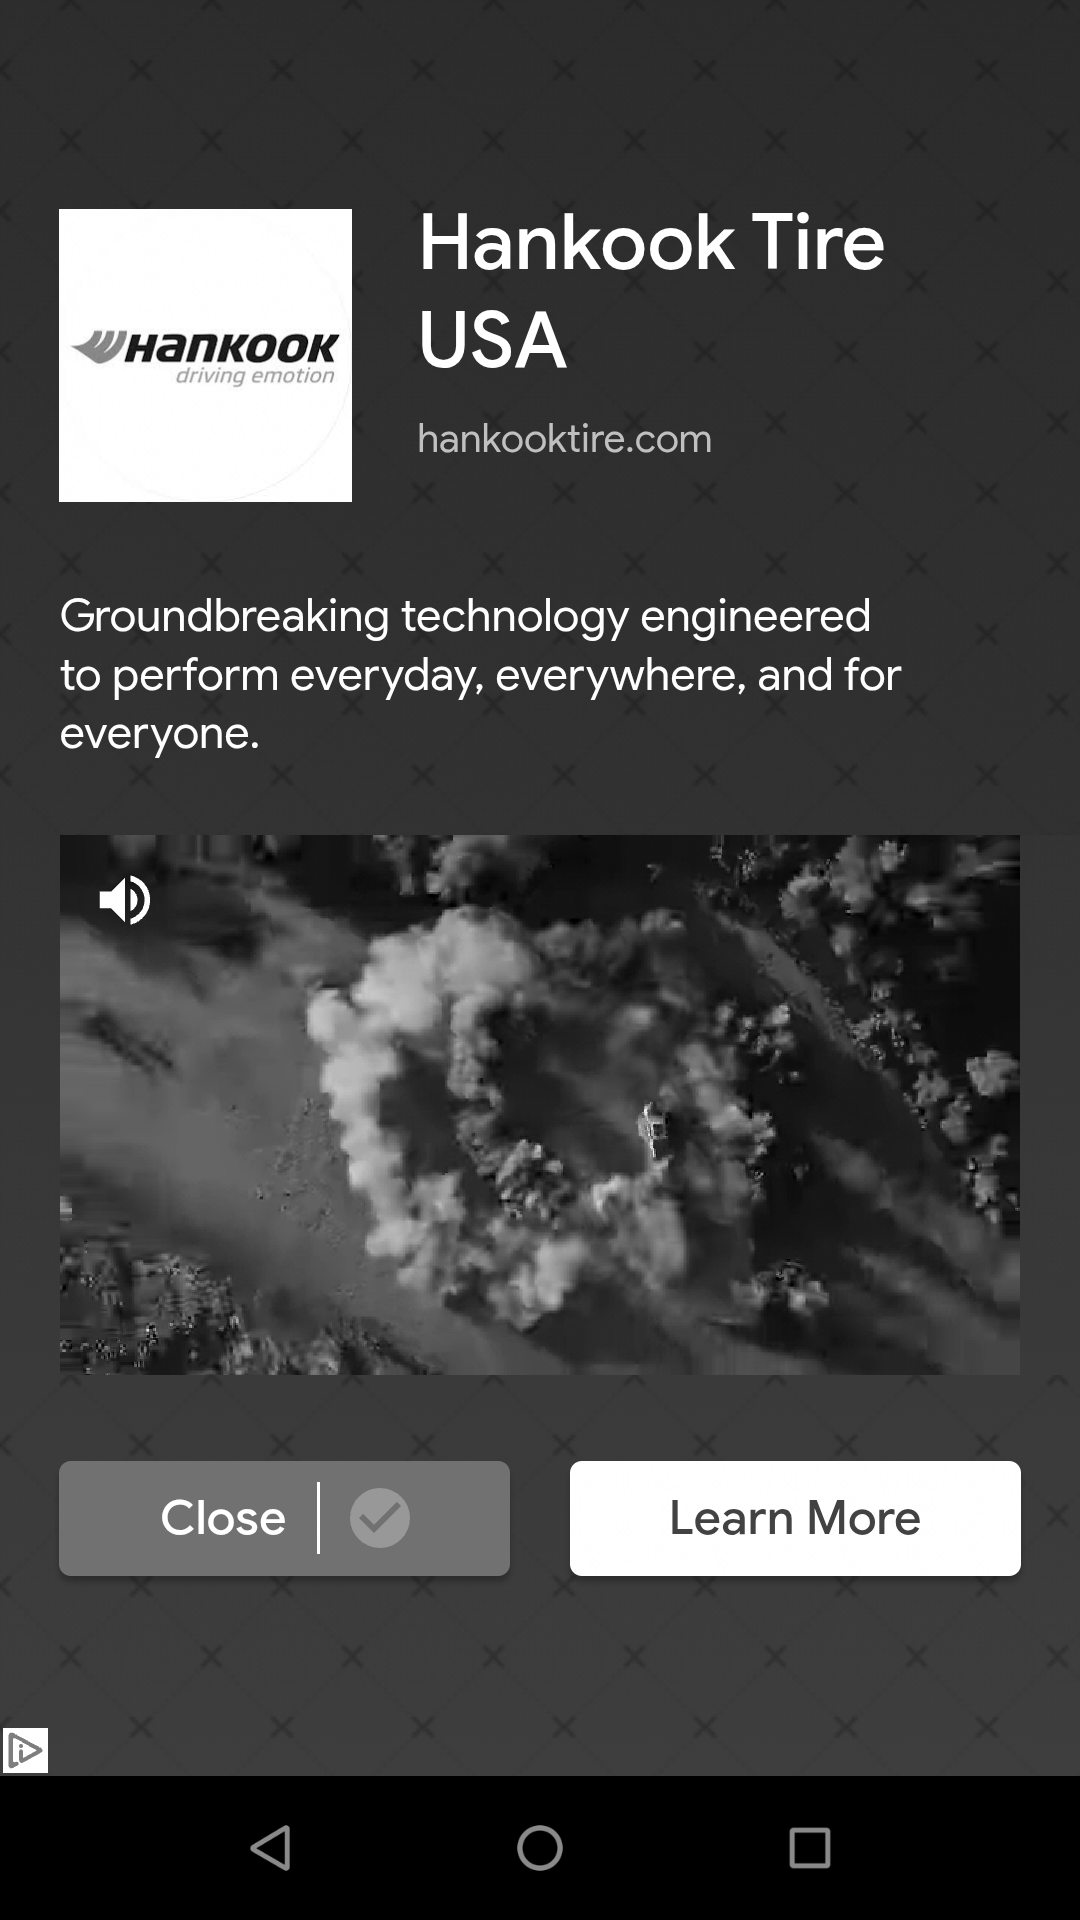 HANKOOK
driving emotion
Hankook Tire
USA
hankooktire.com
Groundbreaking technology engineered
to perform everyday, everywhere, and for
everyone.
Close
Learn More